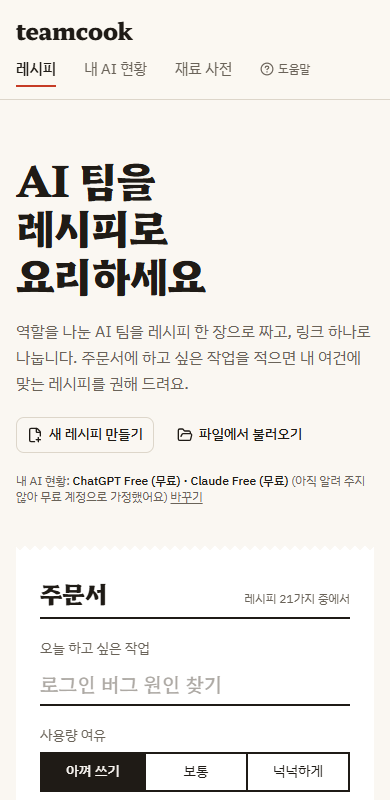 teamcook
레시피 내 AI 현황 재료 사전 도움말
AI 팀을
레시피로
요리하세요
역할을 나눈 AI 팀을 레시피 한 장으로 짜고, 링크 하나로
나눕니다. 주문서에 하고 싶은 작업을 적으면 내 여건에
맞는 레시피를 권해 드려요.
새 레시피 만들기 파일에서 불러오기
내 AI 현황: ChatGPT Free (무료) · Claude Free (무료) (아직 알려 주지
않아 무료 계정으로 가정했어요) 바꾸기
주문서 레시피 21가지 중에서
오늘 하고 싶은 작업
로그인 버그 원인 찾기
사용량 여유
아껴 쓰기 보통 넉넉하게